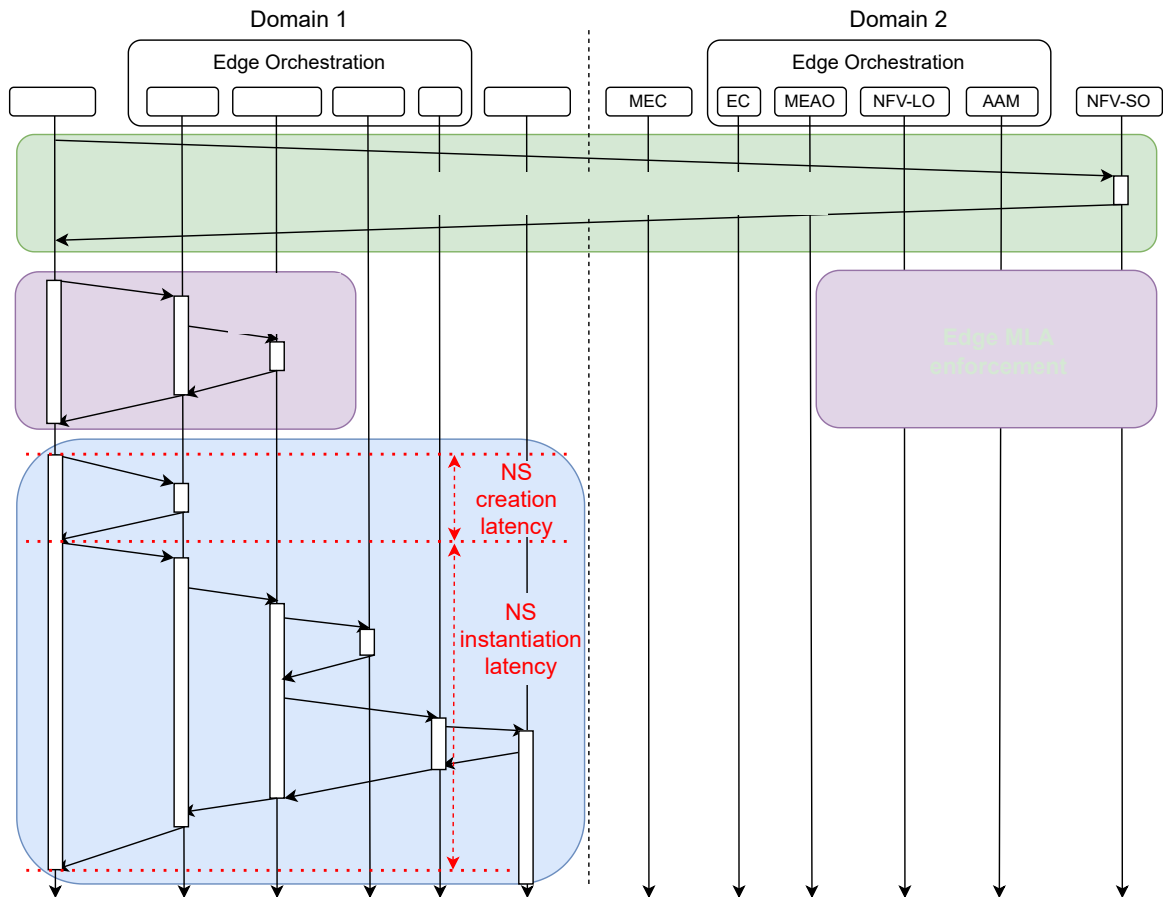 Domain 1
Domain 2
Edge Orchestration
Edge Orchestration
MEC
EC
MEAO
NFV-LO
AAM
NFV-SO
Edge MLA
enforcement
NS
creation
latency
NS
instantiation
latency